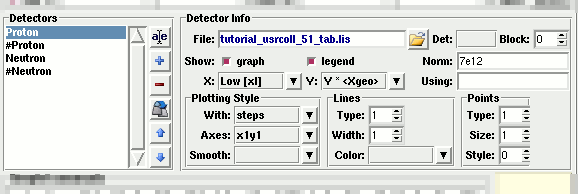 Detectors
Proton
#Proton
Neutron
#Neutron
Detector Info
File: tutorial_usrcoll_51_tab.lis Det: Block: 0
Show: graph legend Norm: 7e12
X: Low [xl] Y: Y * <Xgeo> Using:
Plotting Style Lines Points
With: steps Type: 1 Type: 1
Axes: x1y1 Width: 1 Size: 1
Smooth: Color: Style: 0